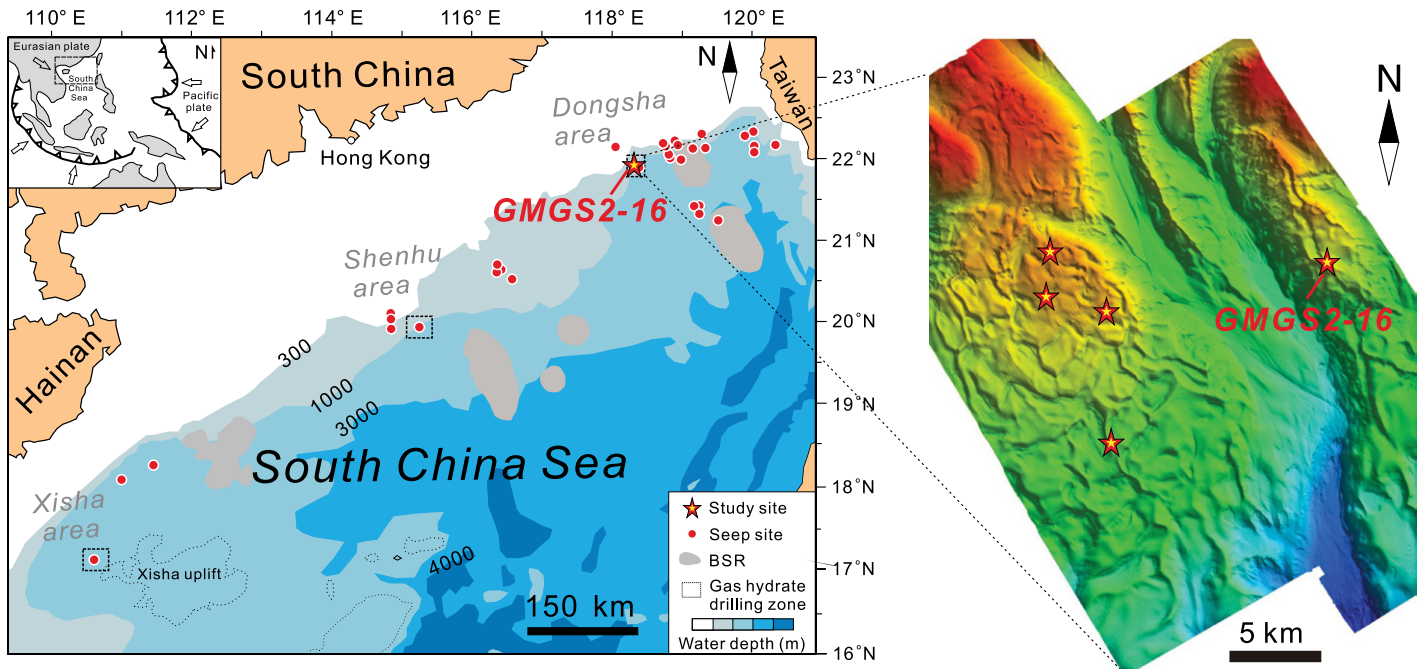 110° E
112° E
114° E
116° E
118° E
120° E
Eurasian plate
N
South
China
Sea
Pacific
plate
South China
N
Taiwan
23°N
Dongsha
area
Hong Kong
22°N
GMGS2-16
21°N
Shenhu
area
20°N
Hainan
300
1000
3000
19°N
South China Sea
18°N
Xisha
area
Xisha uplift
4000
17°N
150 km
16°N
Study site
Seep site
BSR
Gas hydrate
drilling zone
Water depth (m)
N
GMGS2-16
5 km